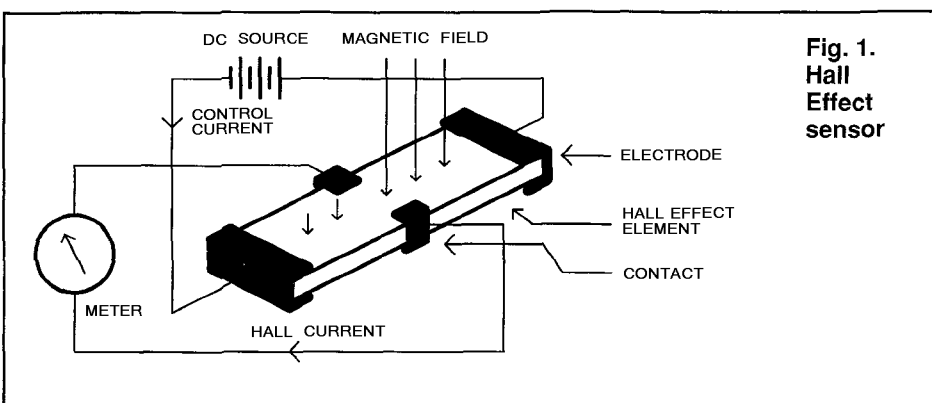 DC SOURCE
MAGNETIC FIELD
Fig. 1.
Hall
Effect
sensor
CONTROL
CURRENT
ELECTRODE
HALL EFFECT
ELEMENT
CONTACT
METER
HALL CURRENT